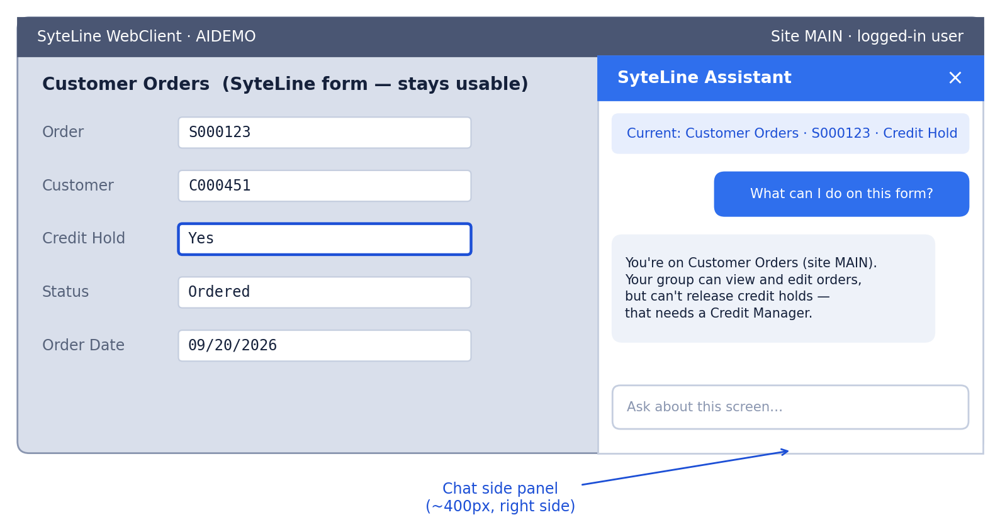 SyteLine WebClient · AIDEMO
Site MAIN · logged-in user
Customer Orders  (SyteLine form — stays usable)
Order
S000123
Customer
C000451
Credit Hold
Yes
Status
Ordered
Order Date
09/20/2026
SyteLine Assistant
×
Current: Customer Orders · S000123 · Credit Hold
What can I do on this form?
You're on Customer Orders (site MAIN).
Your group can view and edit orders,
but can't release credit holds —
that needs a Credit Manager.
Ask about this screen...
Chat side panel
(~400px, right side)